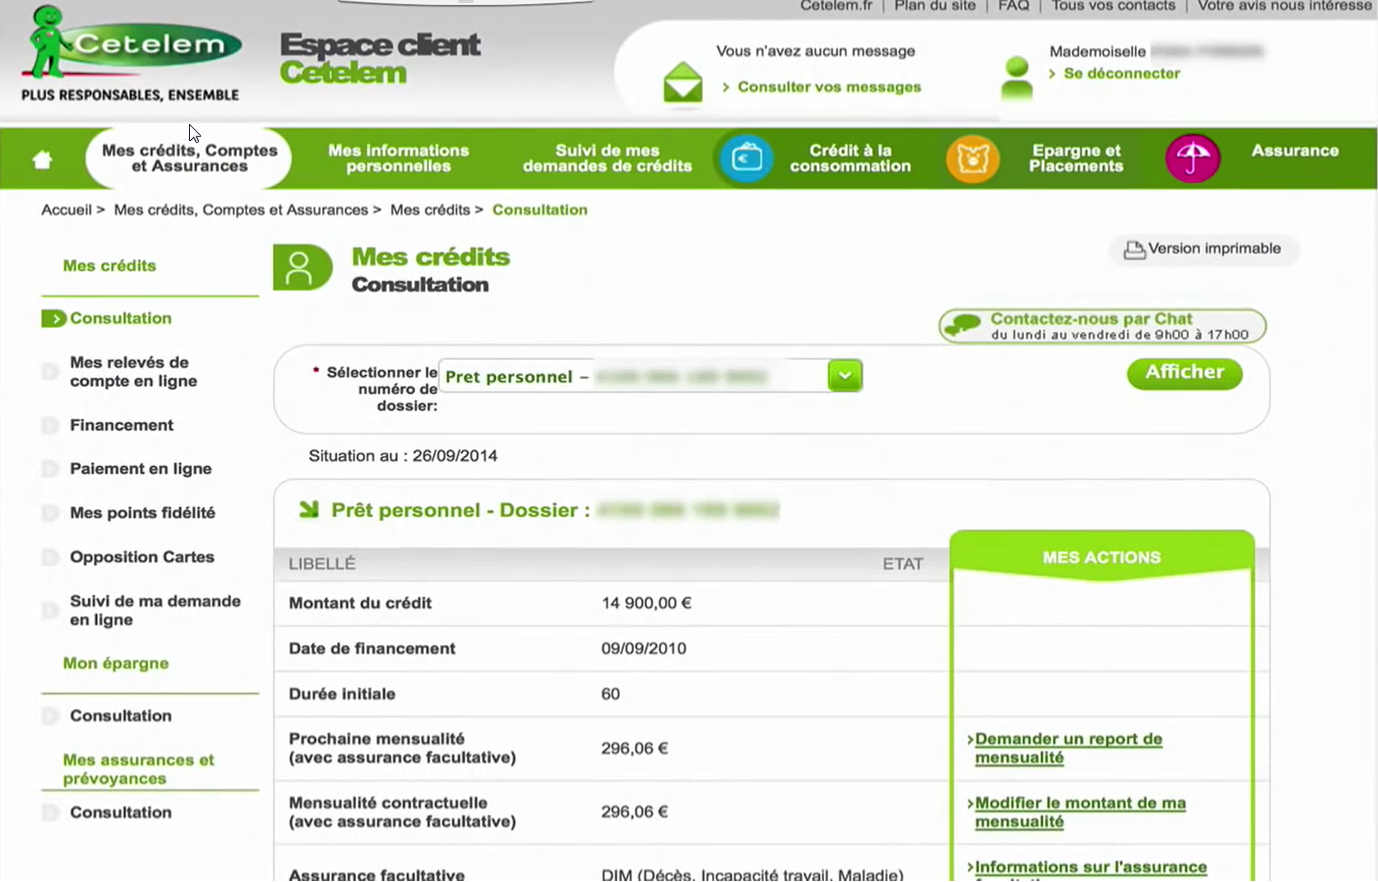 Cetelem.fr | Plan du site | FAQ | Tous vos contacts | Votre avis nous intéresse
Cetelem
PLUS RESPONSABLES, ENSEMBLE
Espace client
Cetelem
Vous n'avez aucun message
> Consulter vos messages
Mademoiselle
> Se déconnecter
Mes crédits, Comptes
et Assurances
Mes informations
personnelles
Suivi de mes
demandes de crédits
Crédit à la
consommation
Epargne et
Placements
Assurance
Accueil > Mes crédits, Comptes et Assurances > Mes crédits > Consultation
Mes crédits
Consultation
Mes relevés de
compte en ligne
Financement
Paiement en ligne
Mes points fidélité
Opposition Cartes
Suivi de ma demande
en ligne
Mon épargne
Consultation
Mes assurances et
prévoyances
Consultation
Mes crédits
Consultation
Version imprimable
Contactez-nous par Chat
du lundi au vendredi de 9h00 à 17h00
* Sélectionner le
numéro de
dossier:
Pret personnel –
Afficher
Situation au : 26/09/2014
Prêt personnel - Dossier :
LIBELLÉ ETAT MES ACTIONS
Montant du crédit 14 900,00 €
Date de financement 09/09/2010
Durée initiale 60
Prochaine mensualité
(avec assurance facultative) 296,06 €
> Demander un report de
mensualité
Mensualité contractuelle
(avec assurance facultative) 296,06 €
> Modifier le montant de ma
mensualité
Assurance facultative DIM (Décès, Incapacité travail, Maladie)
> Informations sur l'assurance